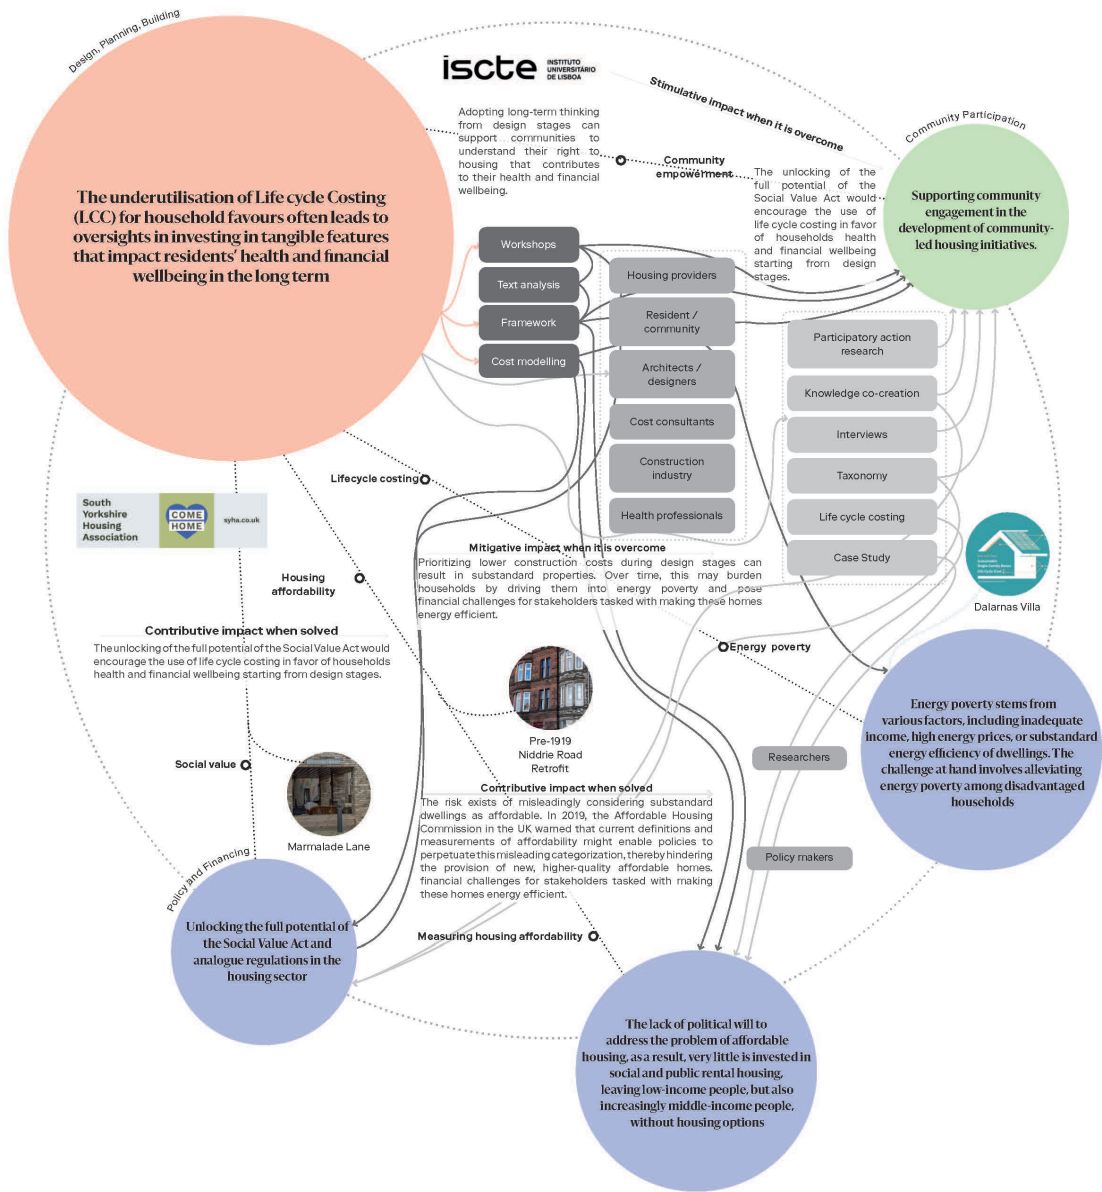 Design, Planning, Building
iscte
INSTITUTO
UNIVERSITÁRIO
DE LISBOA
Stimulative impact when it is overcome
Community Participation
Adopting long-term thinking
from design stages can
support communities to
understand their right to
housing that contributes
to their health and financial
wellbeing.
Community
empowerment
The unlocking of the
full potential of the
Social Value Act would
encourage the use of
life cycle costing in favor
of households health
and financial wellbeing
starting from design
stages.
Supporting community
engagement in the
development of community-
led housing initiatives.
The underutilisation of Life cycle Costing
(LCC) for household favours often leads to
oversights in investing in tangible features
that impact residents' health and financial
wellbeing in the long term
Workshops
Text analysis
Framework
Cost modelling
Housing providers
Resident /
community
Architects /
designers
Cost consultants
Construction
industry
Health professionals
Participatory action
research
Knowledge co-creation
Interviews
Taxonomy
Life cycle costing
Case Study
Lifecycle costing
South
Yorkshire
Housing
Association
COME
HOME
syha.co.uk
Housing
affordability
Mitigative impact when it is overcome
Prioritizing lower construction costs during design stages can
result in substandard properties. Over time, this may burden
households by driving them into energy poverty and pose
financial challenges for stakeholders tasked with making these homes
energy efficient.
Dalarnas Villa
Contributive impact when solved
The unlocking of the full potential of the Social Value Act would
encourage the use of life cycle costing in favor of households
health and financial wellbeing starting from design stages.
Energy poverty
Energy poverty stems from
various factors, including inadequate
income, high energy prices, or substandard
energy efficiency of dwellings. The
challenge at hand involves alleviating
energy poverty among disadvantaged
households
Pre-1919
Niddrie Road
Retrofit
Social value
Marmalade Lane
Researchers
Policy makers
Contributive impact when solved
The risk exists of misleadingly considering substandard
dwellings as affordable. In 2019, the Affordable Housing
Commission in the UK warned that current definitions and
measurements of affordability might enable policies to
perpetuate this misleading categorization, thereby hindering
the provision of new, higher-quality affordable homes.
financial challenges for stakeholders tasked with making
these homes energy efficient.
Policy and Financing
Unlocking the full potential of
the Social Value Act and
analogue regulations in the
housing sector
Measuring housing affordability
The lack of political will to
address the problem of affordable
housing, as a result, very little is invested in
social and public rental housing,
leaving low-income people, but also
increasingly middle-income people,
without housing options